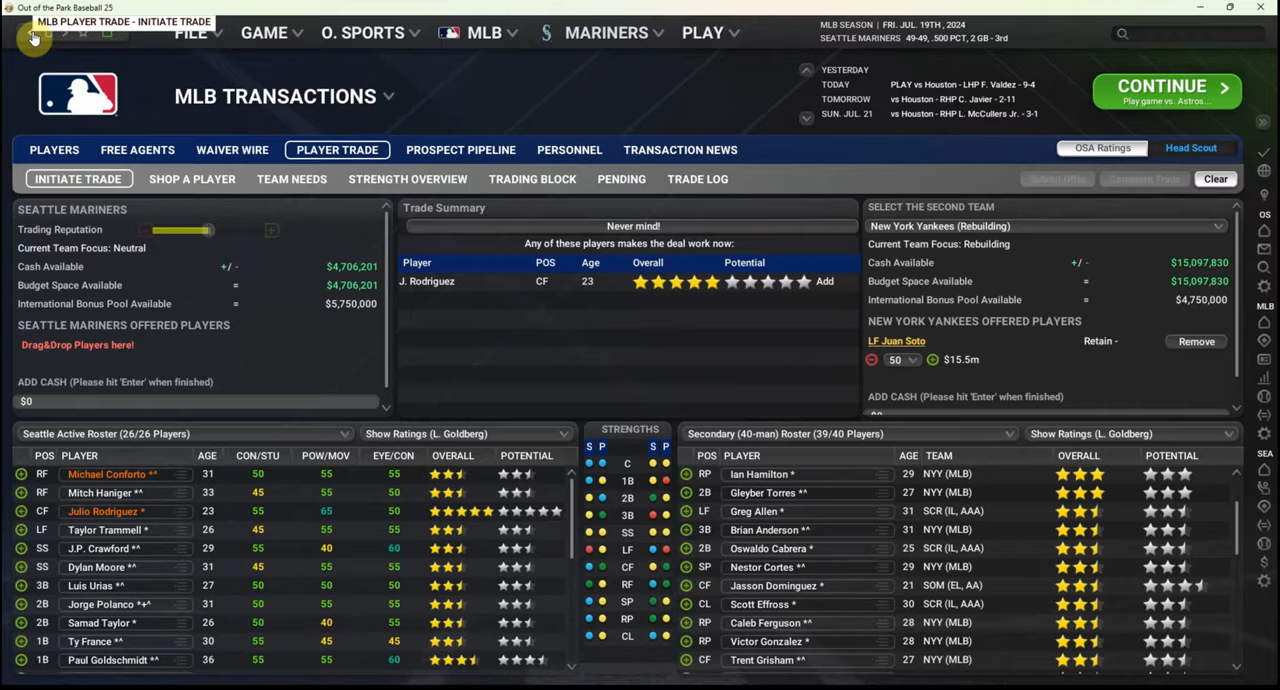 Out of the Park Baseball 25
MLB PLAYER TRADE - INITIATE TRADE
FILE GAME O. SPORTS MLB MARINERS PLAY
MLB SEASON | FRI. JUL. 19TH, 2024
SEATTLE MARINERS 49-49, .500 PCT, 2 GB - 3rd
MLB TRANSACTIONS
YESTERDAY
TODAY PLAY vs Houston - LHP F. Valdez - 9-4
TOMORROW vs Houston - RHP C. Javier - 2-11
SUN. JUL. 21 vs Houston - RHP L. McCullers Jr. - 3-1
CONTINUE
Play game vs. Astros...
PLAYERS FREE AGENTS WAIVER WIRE PLAYER TRADE PROSPECT PIPELINE PERSONNEL TRANSACTION NEWS OSA Ratings Head Scout
INITIATE TRADE SHOP A PLAYER TEAM NEEDS STRENGTH OVERVIEW TRADING BLOCK PENDING TRADE LOG Clear
SEATTLE MARINERS
Trading Reputation
Current Team Focus: Neutral
Cash Available +/- $4,706,201
Budget Space Available = $4,706,201
International Bonus Pool Available = $5,750,000
SEATTLE MARINERS OFFERED PLAYERS
Drag&Drop Players here!
ADD CASH (Please hit 'Enter' when finished)
$0
Trade Summary
Never mind!
Any of these players makes the deal work now:
Player POS Age Overall Potential
J. Rodriguez CF 23 Add
SELECT THE SECOND TEAM
New York Yankees (Rebuilding)
Current Team Focus: Rebuilding
Cash Available +/- $15,097,830
Budget Space Available = $15,097,830
International Bonus Pool Available = $4,750,000
NEW YORK YANKEES OFFERED PLAYERS
LF Juan Soto Retain - Remove
50 $15.5m
ADD CASH (Please hit 'Enter' when finished)
$0
Seattle Active Roster (26/26 Players) Show Ratings (L. Goldberg)
POS PLAYER AGE CON/STU POW/MOV EYE/CON OVERALL POTENTIAL
RF Michael Conforto *^ 31 50 55 55
RF Mitch Haniger *^ 33 45 55 50
CF Julio Rodriguez * 23 55 65 50
LF Taylor Trammell * 26 45 55 55
SS J.P. Crawford *^ 29 55 40 60
SS Dylan Moore *^ 31 45 55 55
3B Luis Urias *^ 27 50 50 50
2B Jorge Polanco *+^ 31 50 55 55
2B Samad Taylor * 26 50 40 55
1B Ty France *^ 30 55 45 45
1B Paul Goldschmidt *^ 36 55 55 60
STRENGTHS
S P S P
C
1B
2B
3B
SS
LF
CF
RF
SP
RP
CL
Secondary (40-man) Roster (39/40 Players) Show Ratings (L. Goldberg)
POS PLAYER AGE TEAM OVERALL POTENTIAL
RP Ian Hamilton * 29 NYY (MLB)
2B Gleyber Torres *^ 27 NYY (MLB)
LF Greg Allen * 31 SCR (IL, AAA)
3B Brian Anderson *^ 31 NYY (MLB)
2B Oswaldo Cabrera * 25 SCR (IL, AAA)
SP Nestor Cortes *^ 29 NYY (MLB)
CF Jasson Dominguez * 21 SOM (EL, AA)
CL Scott Effross * 30 SCR (IL, AAA)
RP Caleb Ferguson *^ 28 NYY (MLB)
RP Victor Gonzalez * 28 NYY (MLB)
CF Trent Grisham *^ 27 NYY (MLB)
OS
MLB
SEA